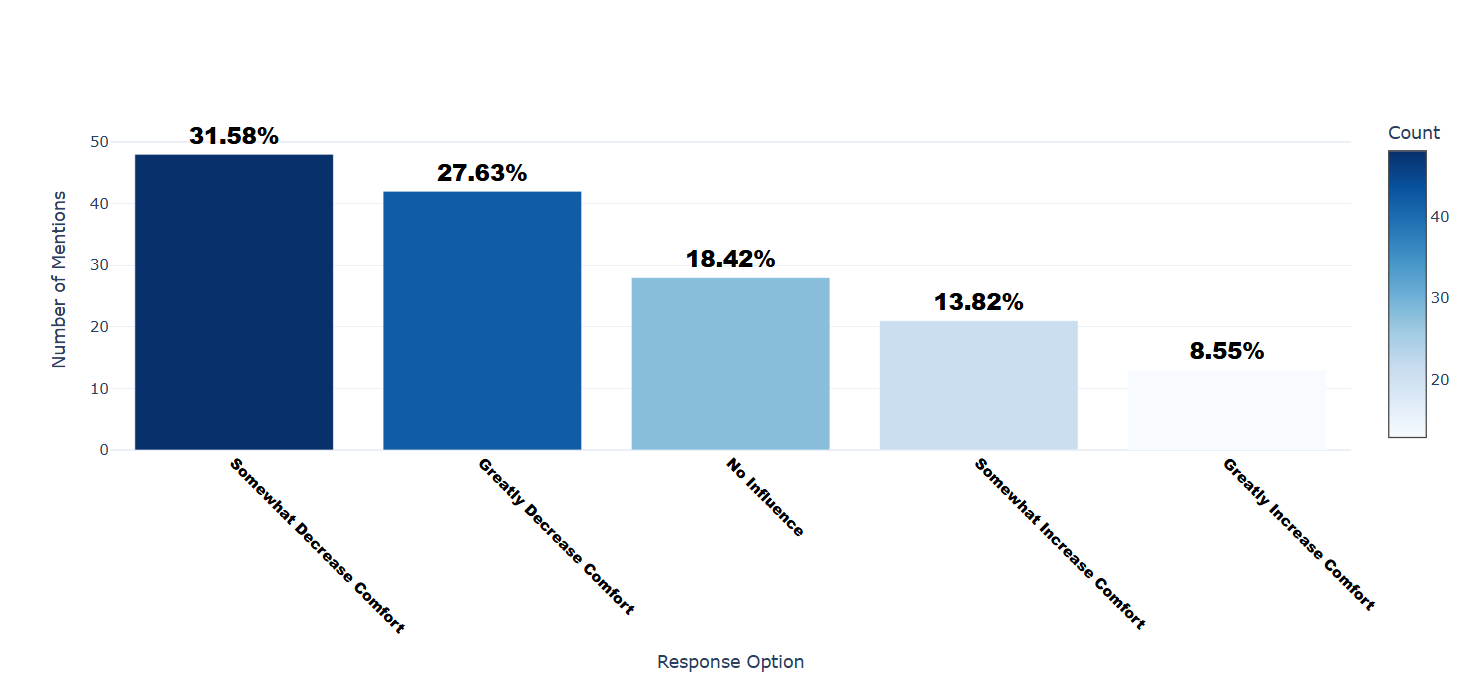 31.58%
27.63%
18.42%
13.82%
8.55%
Number of Mentions
50
40
30
20
10
0
Somewhat Decrease Comfort
Greatly Decrease Comfort
No Influence
Somewhat Increase Comfort
Greatly Increase Comfort
Response Option
Count
40
30
20